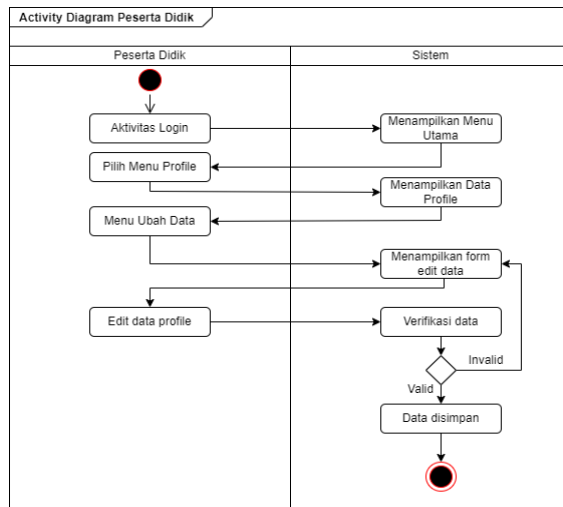 Activity Diagram Peserta Didik
Peserta Didik
Sistem
Aktivitas Login
Menampilkan Menu
Utama
Pilih Menu Profile
Menampilkan Data
Profile
Menu Ubah Data
Menampilkan form
edit data
Edit data profile
Verifikasi data
Invalid
Valid
Data disimpan